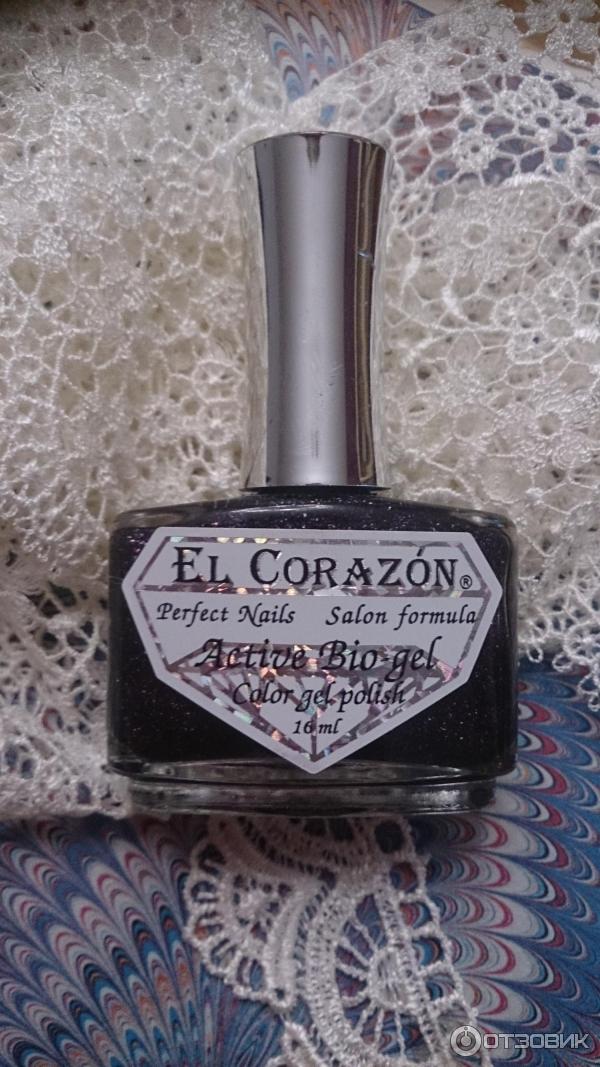 EL CORAZÓN®
Perfect Nails Salon formula
Active Bio-gel
Color gel polish
16 ml
ОТЗОВИК